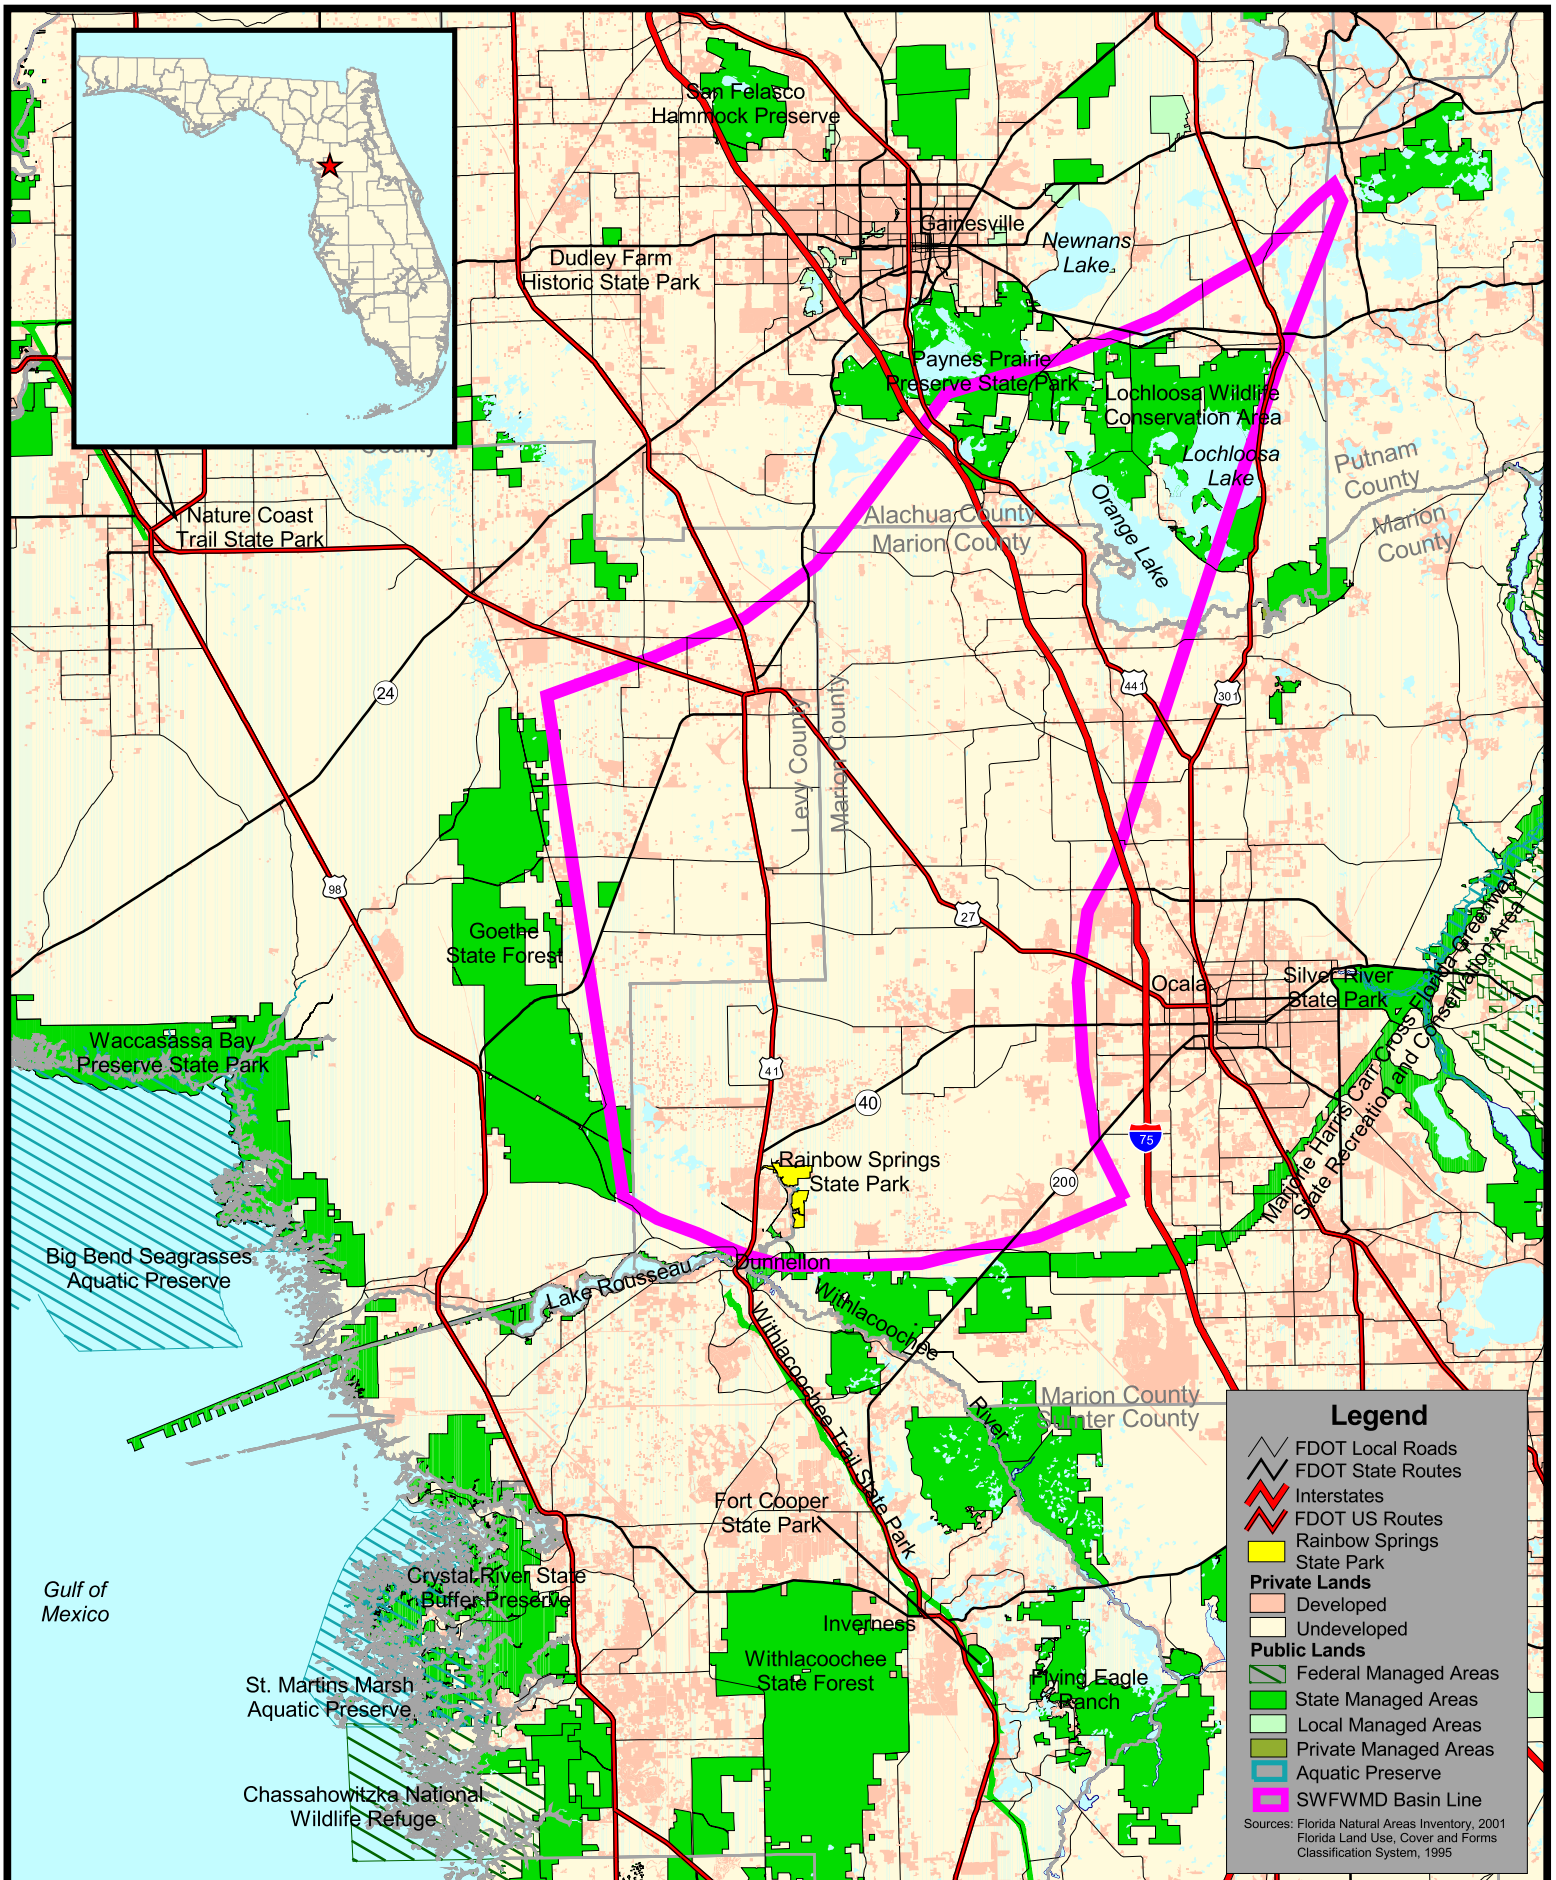 San Felasco
Hammock Preserve
Gainesville
Newnans
Lake
Dudley Farm
Historic State Park
Paynes Prairie
Preserve State Park
Lochloosa Wildlife
Conservation Area
County
Lochloosa
Lake
Putnam
County
Marion
County
Orange Lake
Nature Coast
Trail State Park
Alachua County
Marion County
24
441
301
Levy County
Marion County
98
27
Goethe
State Forest
Ocala
Silver River
State Park
Marjorie Harris Carr Cross Florida Greenway
State Recreation and Conservation Area
Waccasassa Bay
Preserve State Park
41
40
75
Rainbow Springs
State Park
200
Big Bend Seagrasses
Aquatic Preserve
Dunnellon
Lake Rousseau
Withlacoochee
River
Withlacoochee Trail State Park
Marion County
Sumter County
Fort Cooper
State Park
Gulf of
Mexico
Crystal River State
Buffer Preserve
Inverness
Withlacoochee
State Forest
Flying Eagle
Ranch
St. Martins Marsh
Aquatic Preserve
Chassahowitzka National
Wildlife Refuge
Legend
FDOT Local Roads
FDOT State Routes
Interstates
FDOT US Routes
Rainbow Springs
State Park
Private Lands
Developed
Undeveloped
Public Lands
Federal Managed Areas
State Managed Areas
Local Managed Areas
Private Managed Areas
Aquatic Preserve
SWFWMD Basin Line
Sources: Florida Natural Areas Inventory, 2001
Florida Land Use, Cover and Forms
Classification System, 1995